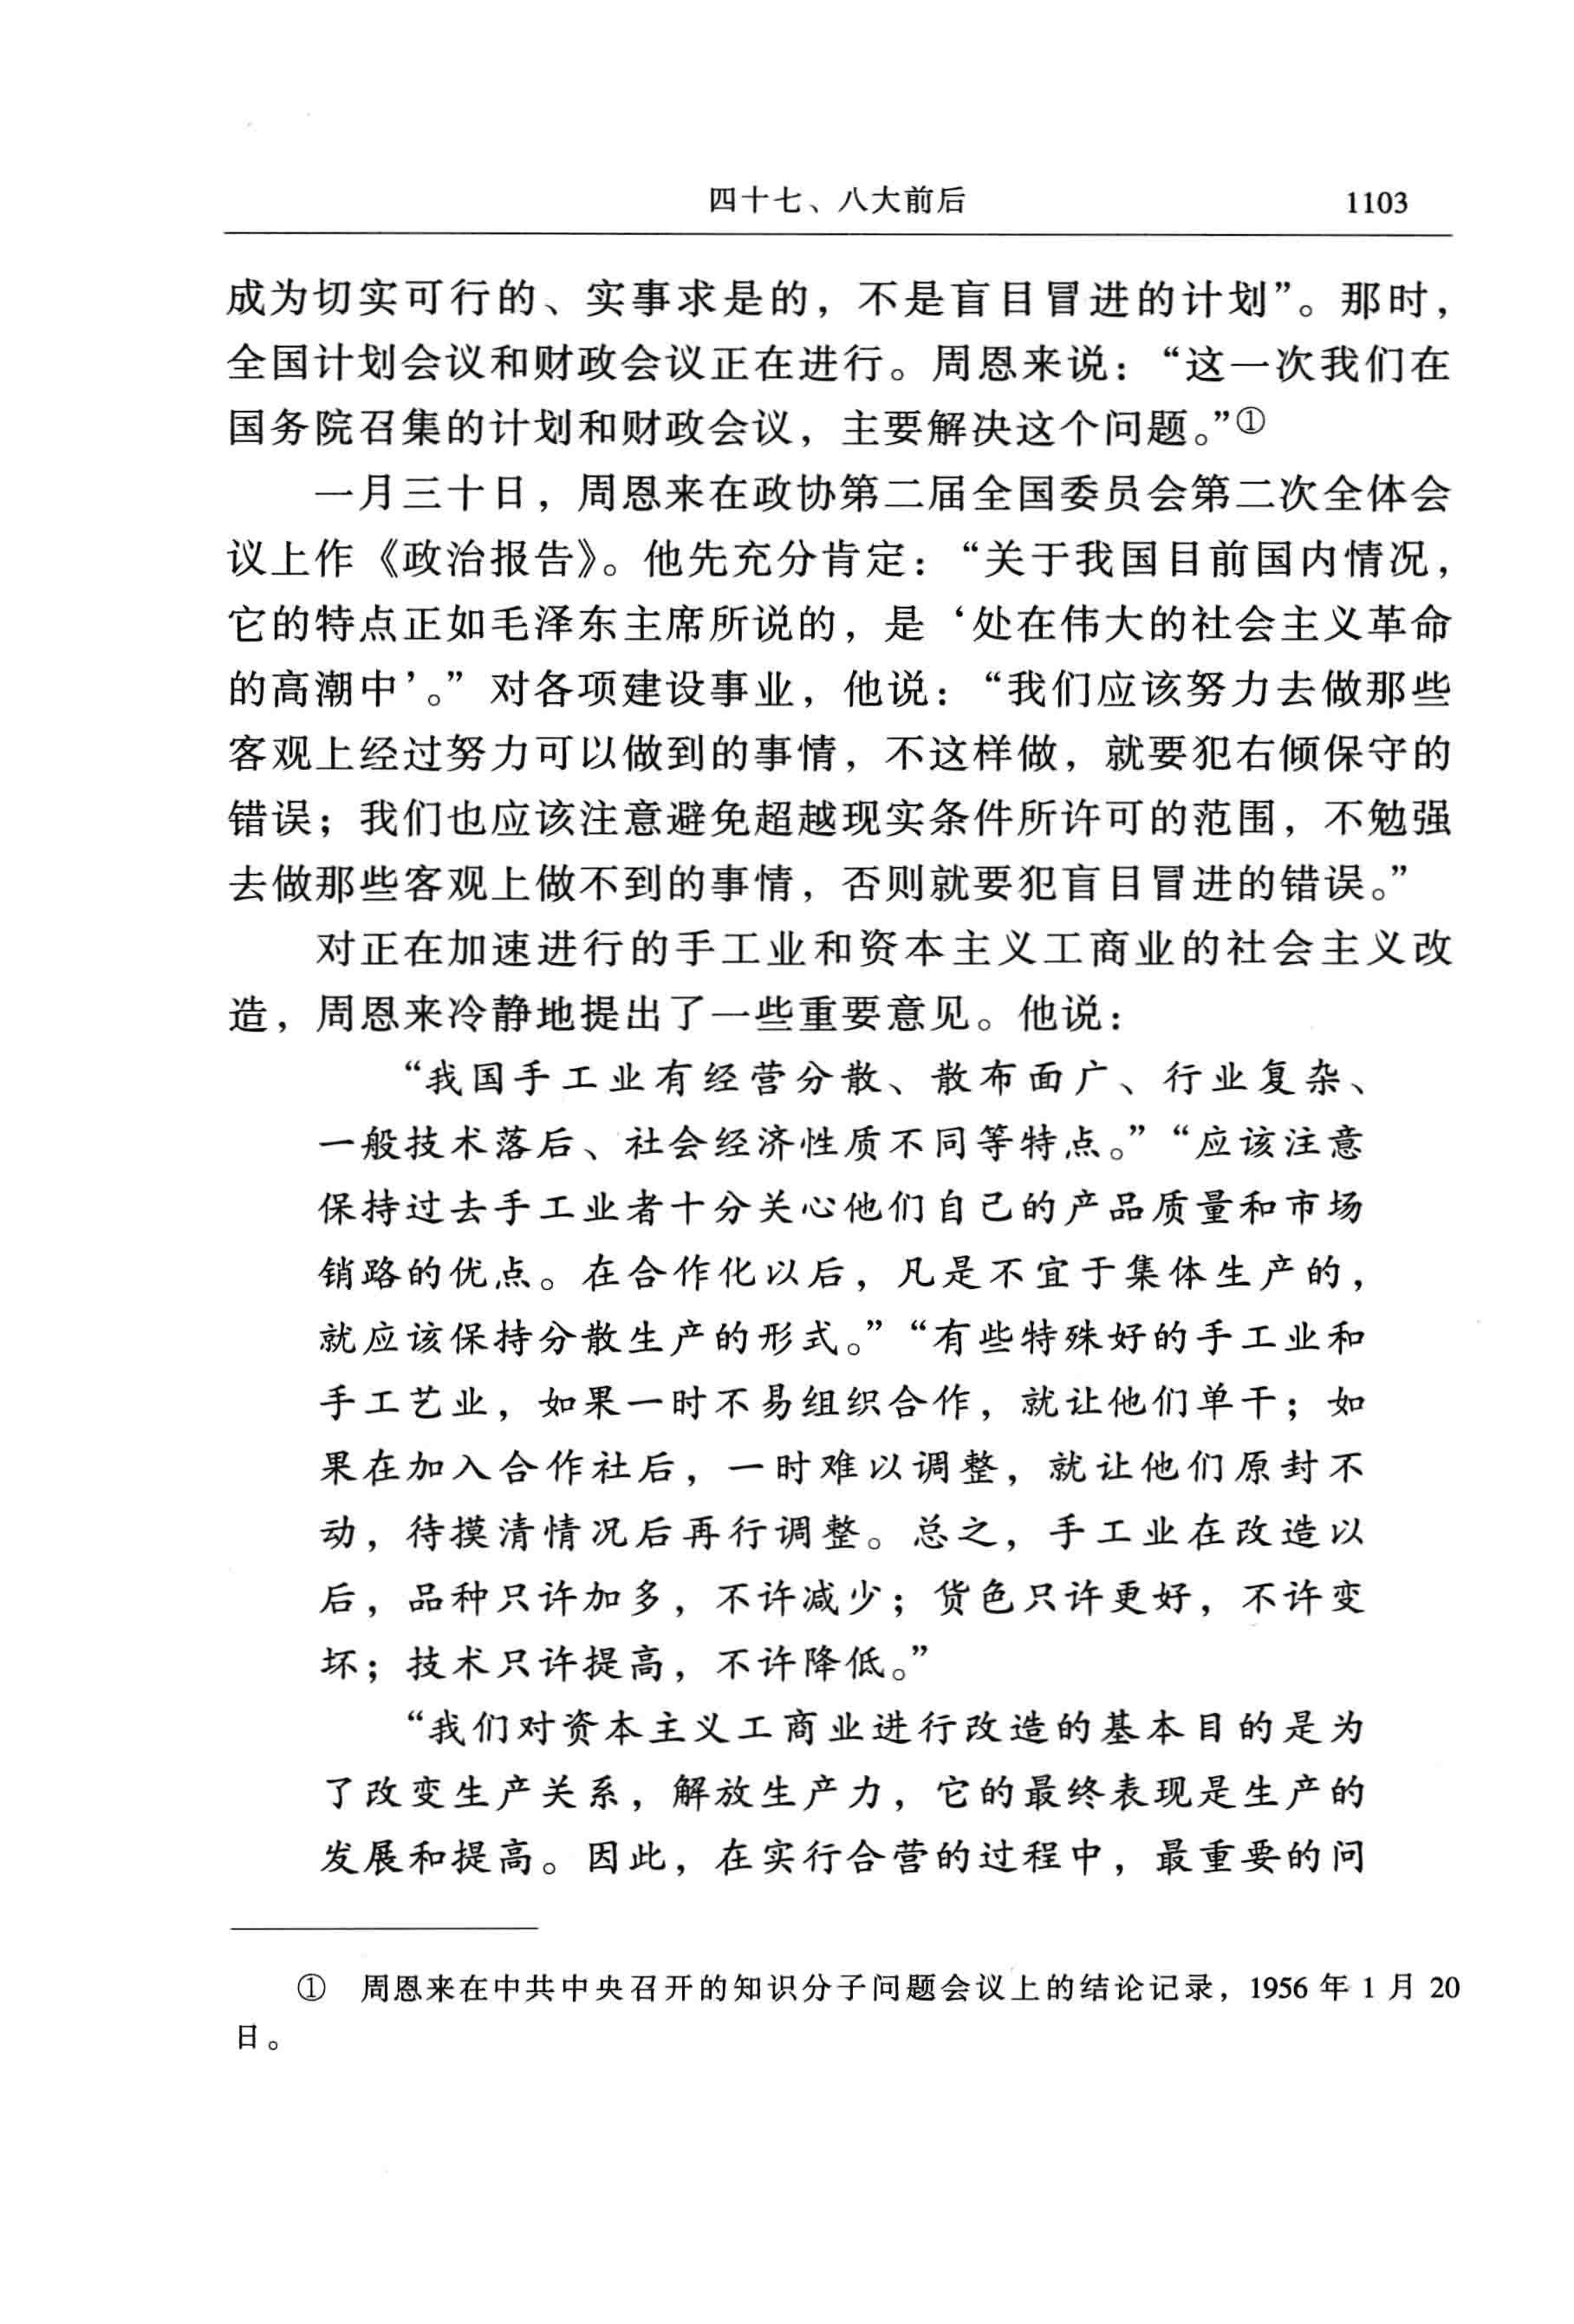 四十七、八大前后 1103
成为切实可行的、实事求是的，不是盲目冒进的计划”。那时，
全国计划会议和财政会议正在进行。周恩来说：“这一次我们在
国务院召集的计划和财政会议，主要解决这个问题。”①
一月三十日，周恩来在政协第二届全国委员会第二次全体会
议上作《政治报告》。他先充分肯定：“关于我国目前国内情况，
它的特点正如毛泽东主席所说的，是‘处在伟大的社会主义革命
的高潮中’。”对各项建设事业，他说：“我们应该努力去做那些
客观上经过努力可以做到的事情，不这样做，就要犯右倾保守的
错误；我们也应该注意避免超越现实条件所许可的范围，不勉强
去做那些客观上做不到的事情，否则就要犯盲目冒进的错误。”
对正在加速进行的手工业和资本主义工商业的社会主义改
造，周恩来冷静地提出了一些重要意见。他说：
“我国手工业有经营分散、散布面广、行业复杂、
一般技术落后、社会经济性质不同等特点。”“应该注意
保持过去手工业者十分关心他们自己的产品质量和市场
销路的优点。在合作化以后，凡是不宜于集体生产的，
就应该保持分散生产的形式。”“有些特殊好的手工业和
手工艺业，如果一时不易组织合作，就让他们单干；如
果在加入合作社后，一时难以调整，就让他们原封不
动，待摸清情况后再行调整。总之，手工业在改造以
后，品种只许加多，不许减少；货色只许更好，不许变
坏；技术只许提高，不许降低。”
“我们对资本主义工商业进行改造的基本目的是为
了改变生产关系，解放生产力，它的最终表现是生产的
发展和提高。因此，在实行合营的过程中，最重要的问
① 周恩来在中共中央召开的知识分子问题会议上的结论记录，1956 年 1 月 20
日。